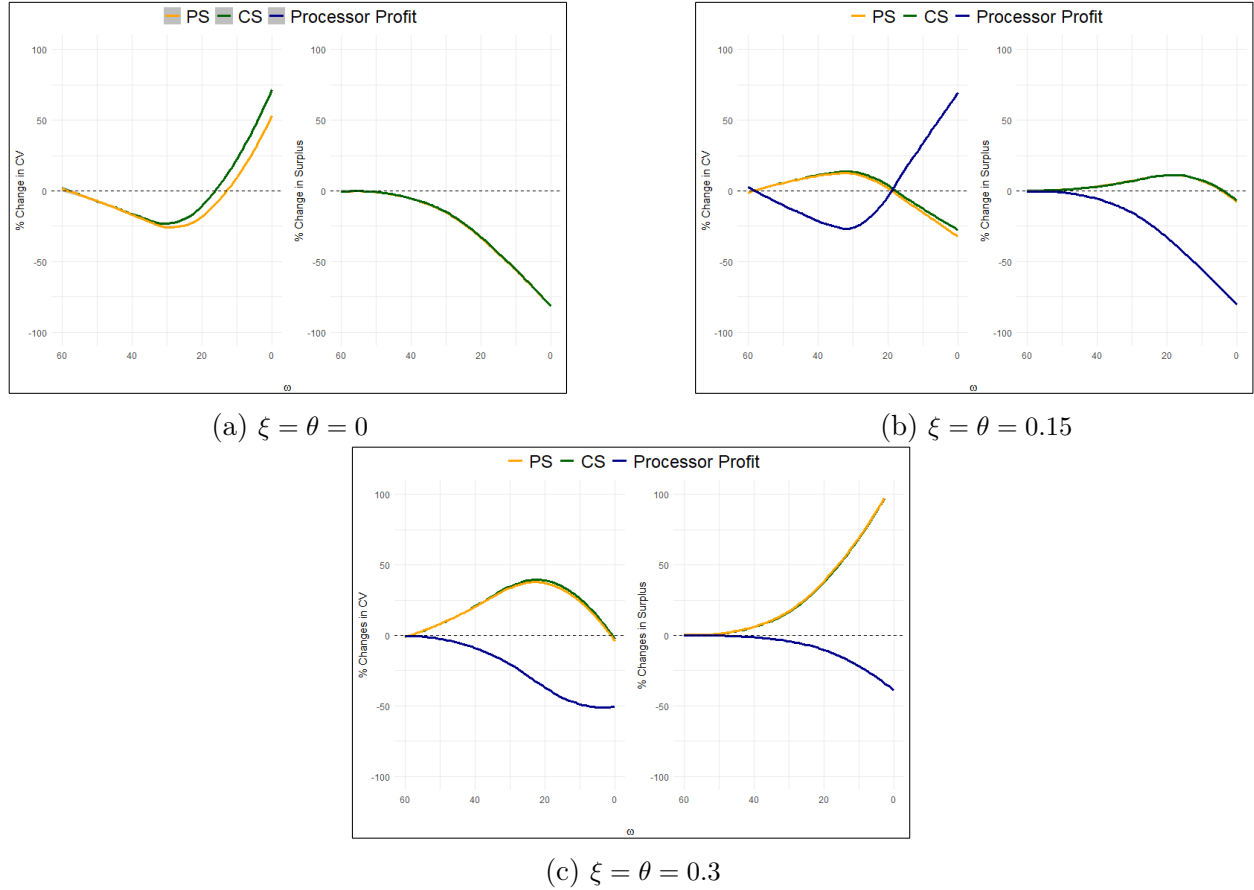 PS CS Processor Profit
% Change in CV
100
50
0
-50
-100
60 40 20 0
% Change in Surplus
100
50
0
-50
-100
60 40 20 0
ω
(a) ξ = θ = 0
PS CS Processor Profit
% Change in CV
100
50
0
-50
-100
60 40 20 0
% Change in Surplus
100
50
0
-50
-100
60 40 20 0
ω
(b) ξ = θ = 0.15
PS CS Processor Profit
% Changes in CV
100
50
0
-50
-100
60 40 20 0
% Changes in Surplus
100
50
0
-50
-100
60 40 20 0
ω
(c) ξ = θ = 0.3